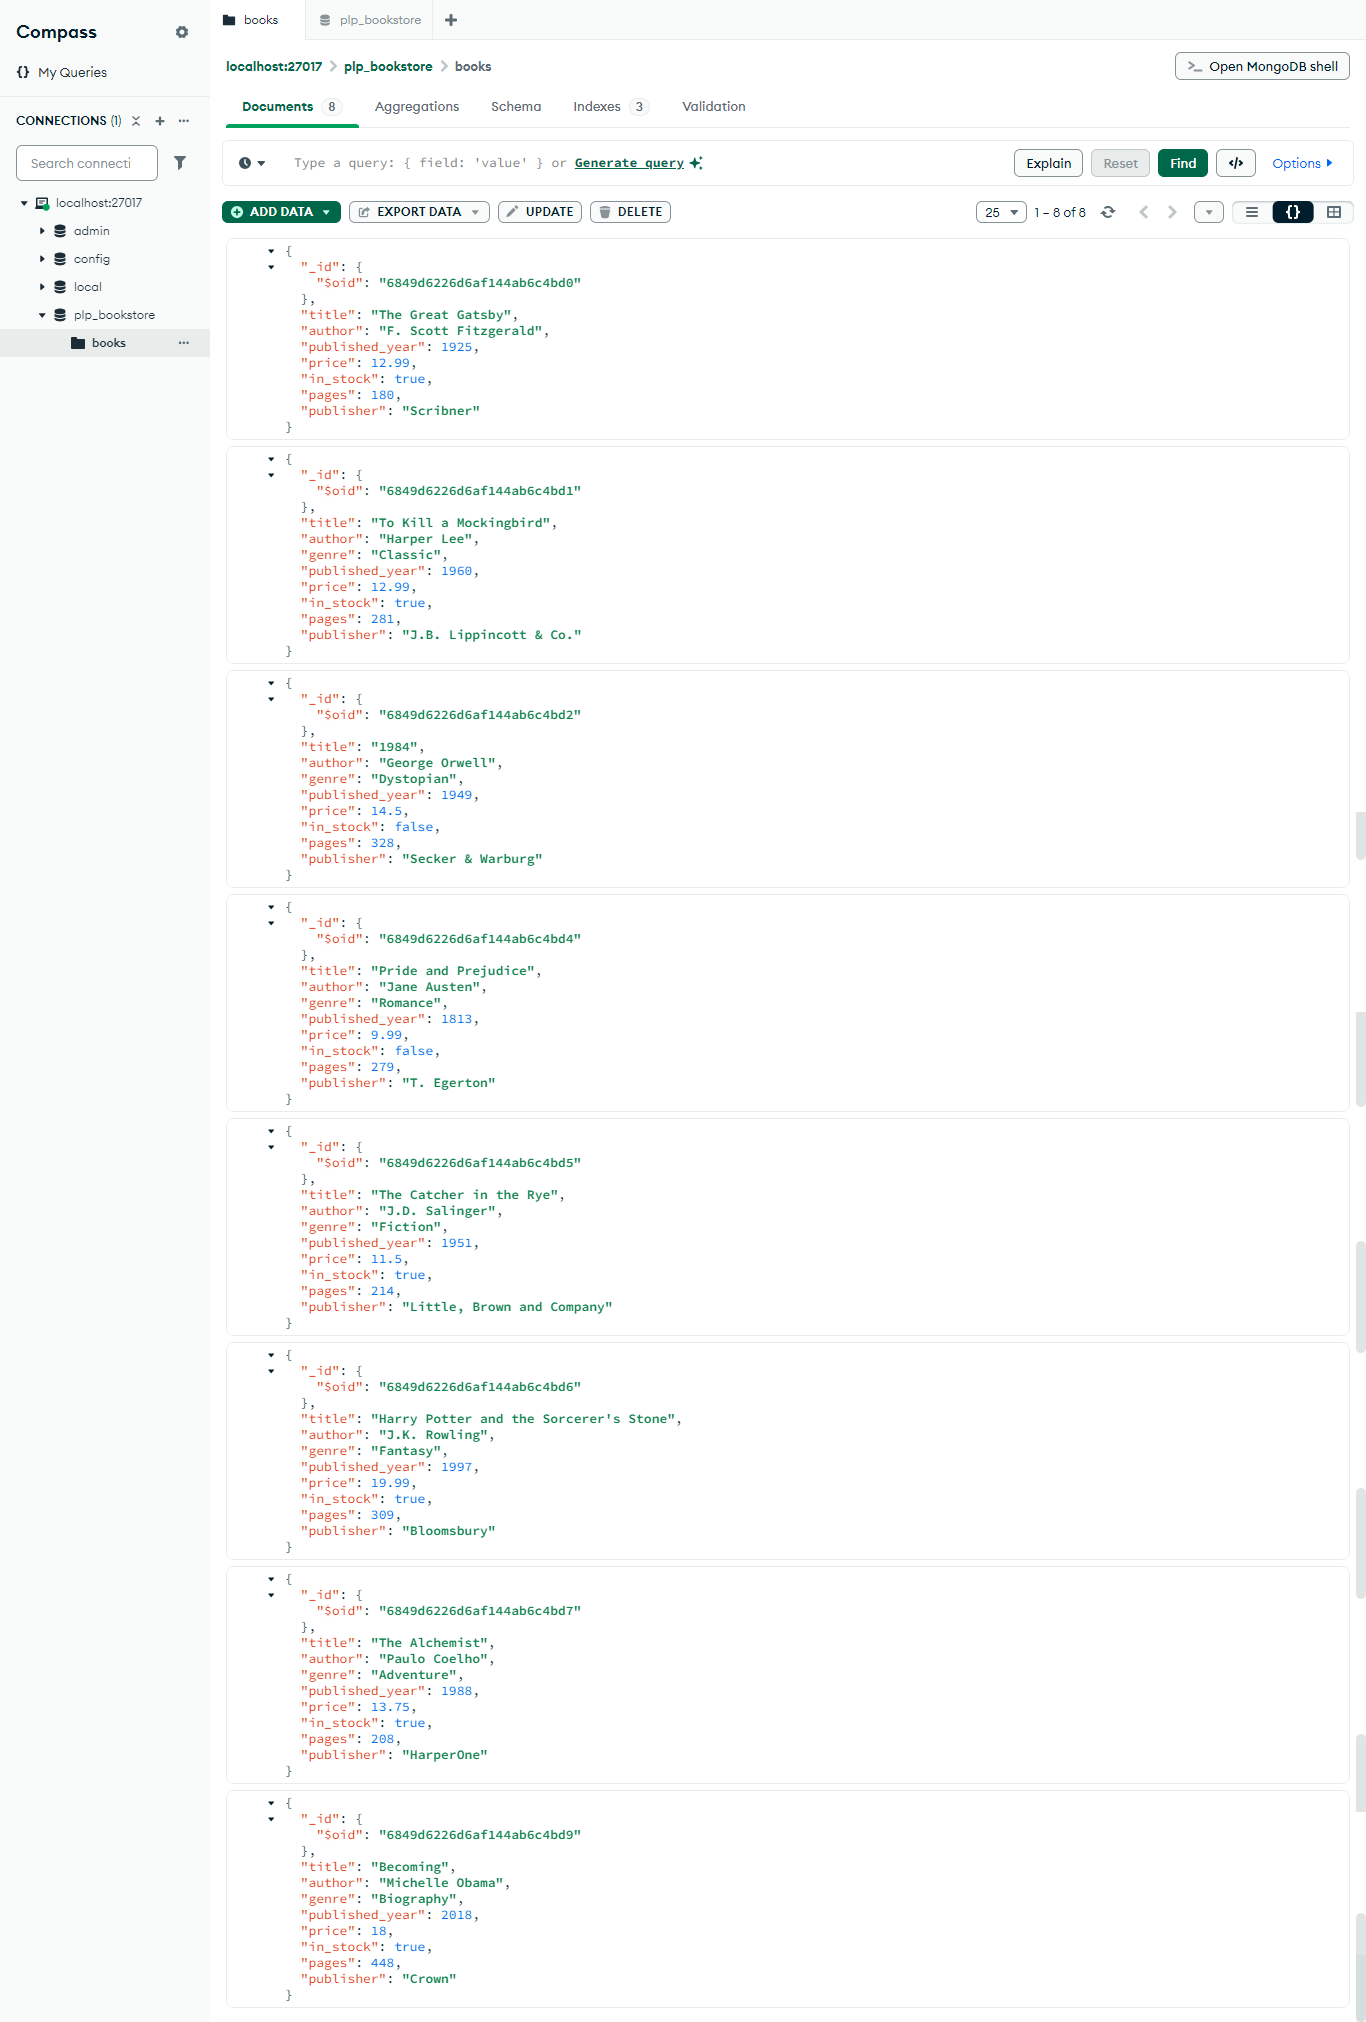 Compass
{} My Queries
CONNECTIONS (1)
Search connecti
localhost:27017
admin
config
local
plp_bookstore
books
books
plp_bookstore
localhost:27017 > plp_bookstore > books
>_ Open MongoDB shell
Documents 8 Aggregations Schema Indexes 3 Validation
Type a query: { field: 'value' } or Generate query
Explain Reset Find </> Options
ADD DATA EXPORT DATA UPDATE DELETE
25 1 – 8 of 8 {}
{
"_id": {
"$oid": "6849d6226d6af144ab6c4bd0"
},
"title": "The Great Gatsby",
"author": "F. Scott Fitzgerald",
"published_year": 1925,
"price": 12.99,
"in_stock": true,
"pages": 180,
"publisher": "Scribner"
}
{
"_id": {
"$oid": "6849d6226d6af144ab6c4bd1"
},
"title": "To Kill a Mockingbird",
"author": "Harper Lee",
"genre": "Classic",
"published_year": 1960,
"price": 12.99,
"in_stock": true,
"pages": 281,
"publisher": "J.B. Lippincott & Co."
}
{
"_id": {
"$oid": "6849d6226d6af144ab6c4bd2"
},
"title": "1984",
"author": "George Orwell",
"genre": "Dystopian",
"published_year": 1949,
"price": 14.5,
"in_stock": false,
"pages": 328,
"publisher": "Secker & Warburg"
}
{
"_id": {
"$oid": "6849d6226d6af144ab6c4bd4"
},
"title": "Pride and Prejudice",
"author": "Jane Austen",
"genre": "Romance",
"published_year": 1813,
"price": 9.99,
"in_stock": false,
"pages": 279,
"publisher": "T. Egerton"
}
{
"_id": {
"$oid": "6849d6226d6af144ab6c4bd5"
},
"title": "The Catcher in the Rye",
"author": "J.D. Salinger",
"genre": "Fiction",
"published_year": 1951,
"price": 11.5,
"in_stock": true,
"pages": 214,
"publisher": "Little, Brown and Company"
}
{
"_id": {
"$oid": "6849d6226d6af144ab6c4bd6"
},
"title": "Harry Potter and the Sorcerer's Stone",
"author": "J.K. Rowling",
"genre": "Fantasy",
"published_year": 1997,
"price": 19.99,
"in_stock": true,
"pages": 309,
"publisher": "Bloomsbury"
}
{
"_id": {
"$oid": "6849d6226d6af144ab6c4bd7"
},
"title": "The Alchemist",
"author": "Paulo Coelho",
"genre": "Adventure",
"published_year": 1988,
"price": 13.75,
"in_stock": true,
"pages": 208,
"publisher": "HarperOne"
}
{
"_id": {
"$oid": "6849d6226d6af144ab6c4bd9"
},
"title": "Becoming",
"author": "Michelle Obama",
"genre": "Biography",
"published_year": 2018,
"price": 18,
"in_stock": true,
"pages": 448,
"publisher": "Crown"
}